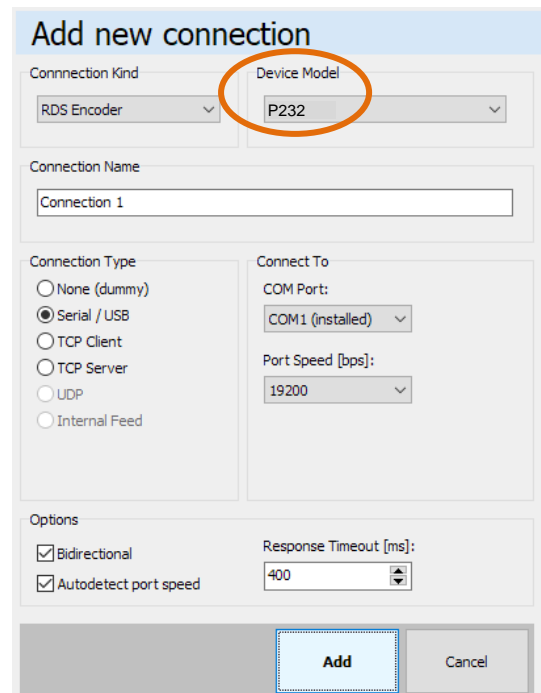 Add new connection
Connnection Kind
Device Model
RDS Encoder
P232
Connection Name
Connection 1
Connection Type
Connect To
None (dummy)
COM Port:
Serial / USB
COM1 (installed)
TCP Client
TCP Server
Port Speed [bps]:
UDP
19200
Internal Feed
Options
Bidirectional
Response Timeout [ms]:
Autodetect port speed
400
Add
Cancel